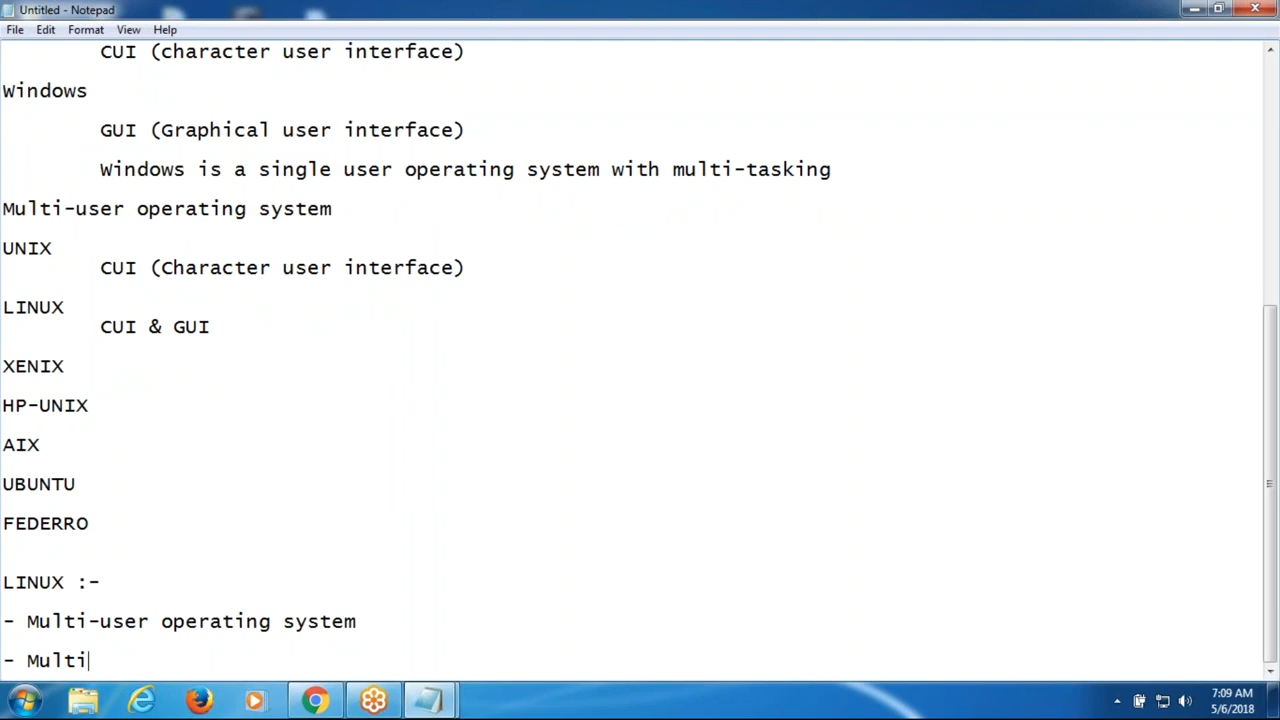 Untitled - Notepad
File Edit Format View Help
CUI (character user interface)
Windows
GUI (Graphical user interface)
Windows is a single user operating system with multi-tasking
Multi-user operating system
UNIX
CUI (Character user interface)
LINUX
CUI & GUI
XENIX
HP-UNIX
AIX
UBUNTU
FEDERRO
LINUX :-
- Multi-user operating system
- Multi
7:09 AM
5/6/2018